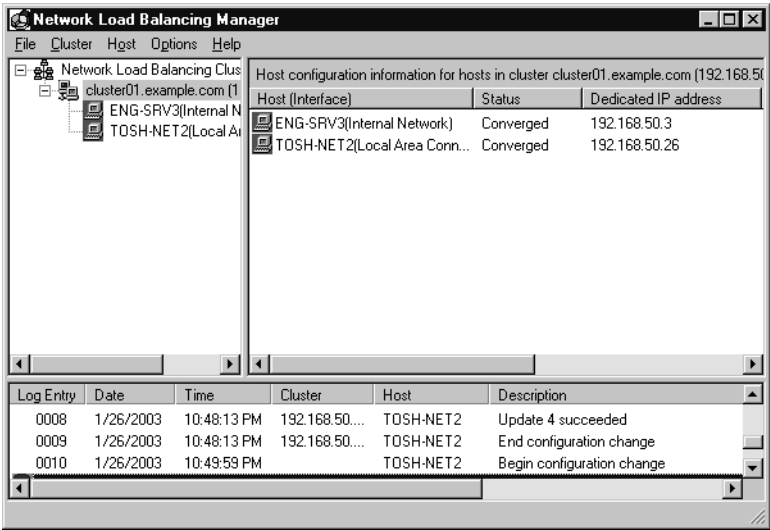 Network Load Balancing Manager
File Cluster Host Options Help
Network Load Balancing Clus
cluster01.example.com (1
ENG-SRV3(Internal N
TOSH-NET2(Local Ar
Host configuration information for hosts in cluster cluster01.example.com (192.168.50
Host (Interface) Status Dedicated IP address
ENG-SRV3(Internal Network) Converged 192.168.50.3
TOSH-NET2(Local Area Conn... Converged 192.168.50.26
Log Entry Date Time Cluster Host Description
0008 1/26/2003 10:48:13 PM 192.168.50.... TOSH-NET2 Update 4 succeeded
0009 1/26/2003 10:48:13 PM 192.168.50.... TOSH-NET2 End configuration change
0010 1/26/2003 10:49:59 PM TOSH-NET2 Begin configuration change